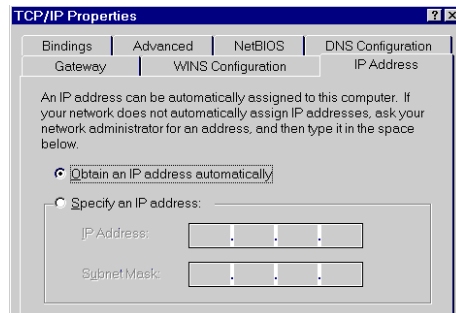 TCP/IP Properties
Bindings Advanced NetBIOS DNS Configuration
Gateway WINS Configuration IP Address
An IP address can be automatically assigned to this computer. If
your network does not automatically assign IP addresses, ask your
network administrator for an address, and then type it in the space
below.
Obtain an IP address automatically
Specify an IP address:
IP Address:
Subnet Mask: